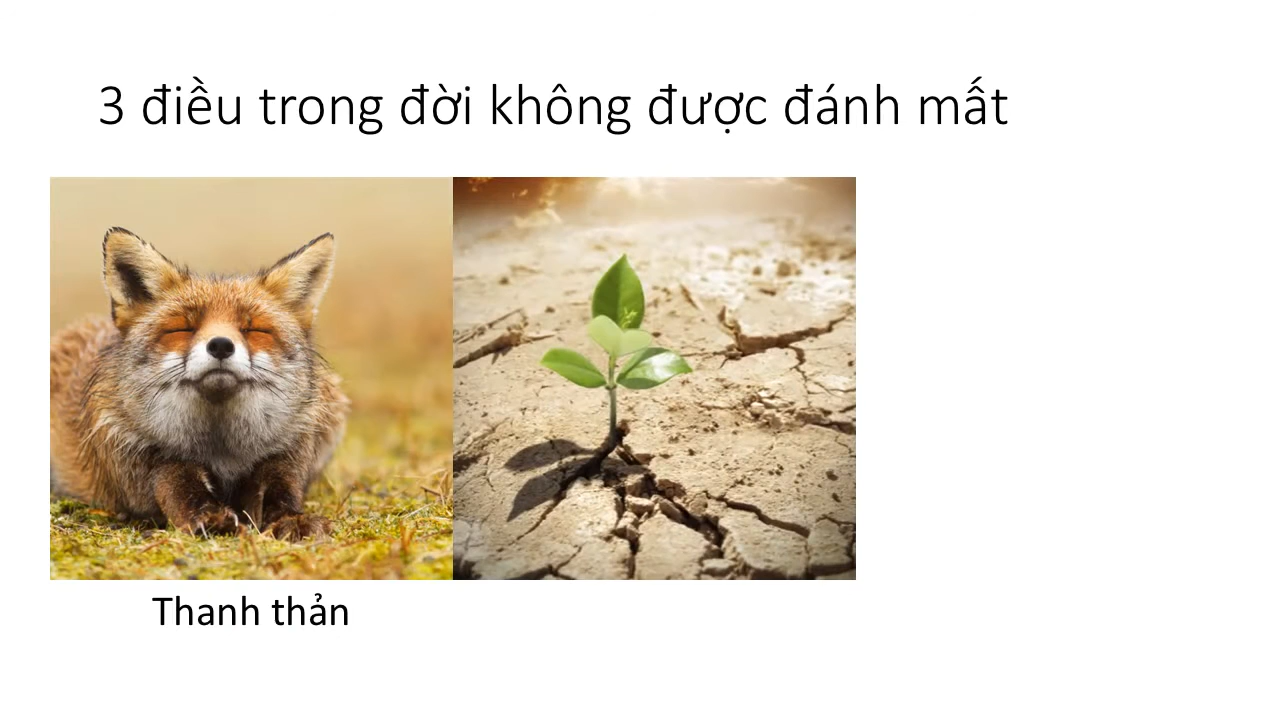 3 điều trong đời không được đánh mất
Thanh thản